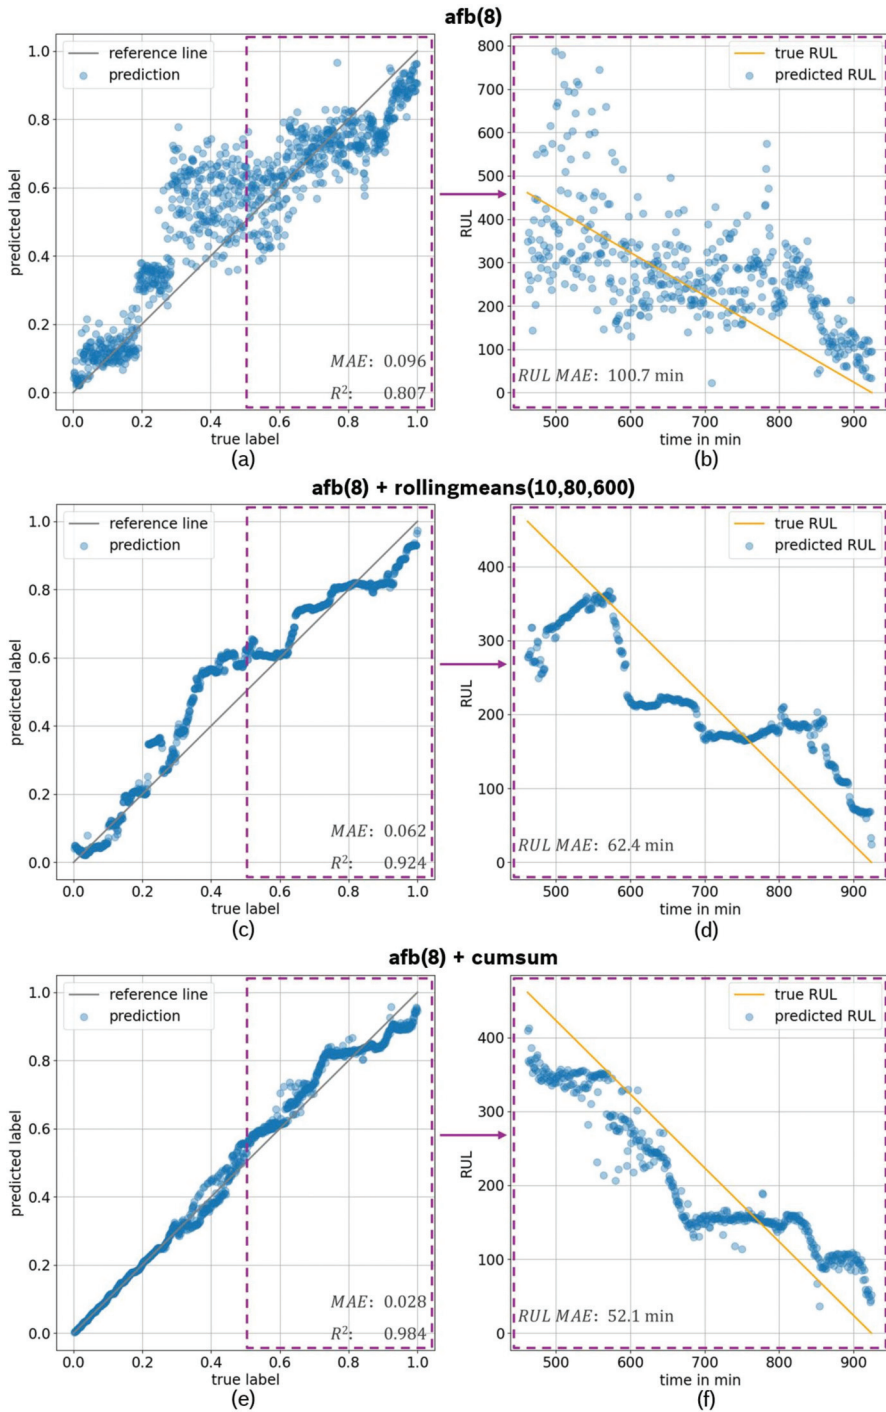 afb(8)
reference line
prediction
predicted label
1.0
0.8
0.6
0.4
0.2
0.0
MAE: 0.096
R²: 0.807
0.0 0.2 0.4 0.6 0.8 1.0
true label
(a)
true RUL
predicted RUL
RUL
800
700
600
500
400
300
200
100
0
RUL MAE: 100.7 min
500 600 700 800 900
time in min
(b)
afb(8) + rollingmeans(10,80,600)
reference line
prediction
predicted label
1.0
0.8
0.6
0.4
0.2
0.0
MAE: 0.062
R²: 0.924
0.0 0.2 0.4 0.6 0.8 1.0
true label
(c)
true RUL
predicted RUL
RUL
400
300
200
100
0
RUL MAE: 62.4 min
500 600 700 800 900
time in min
(d)
afb(8) + cumsum
reference line
prediction
predicted label
1.0
0.8
0.6
0.4
0.2
0.0
MAE: 0.028
R²: 0.984
0.0 0.2 0.4 0.6 0.8 1.0
true label
(e)
true RUL
predicted RUL
RUL
400
300
200
100
0
RUL MAE: 52.1 min
500 600 700 800 900
time in min
(f)